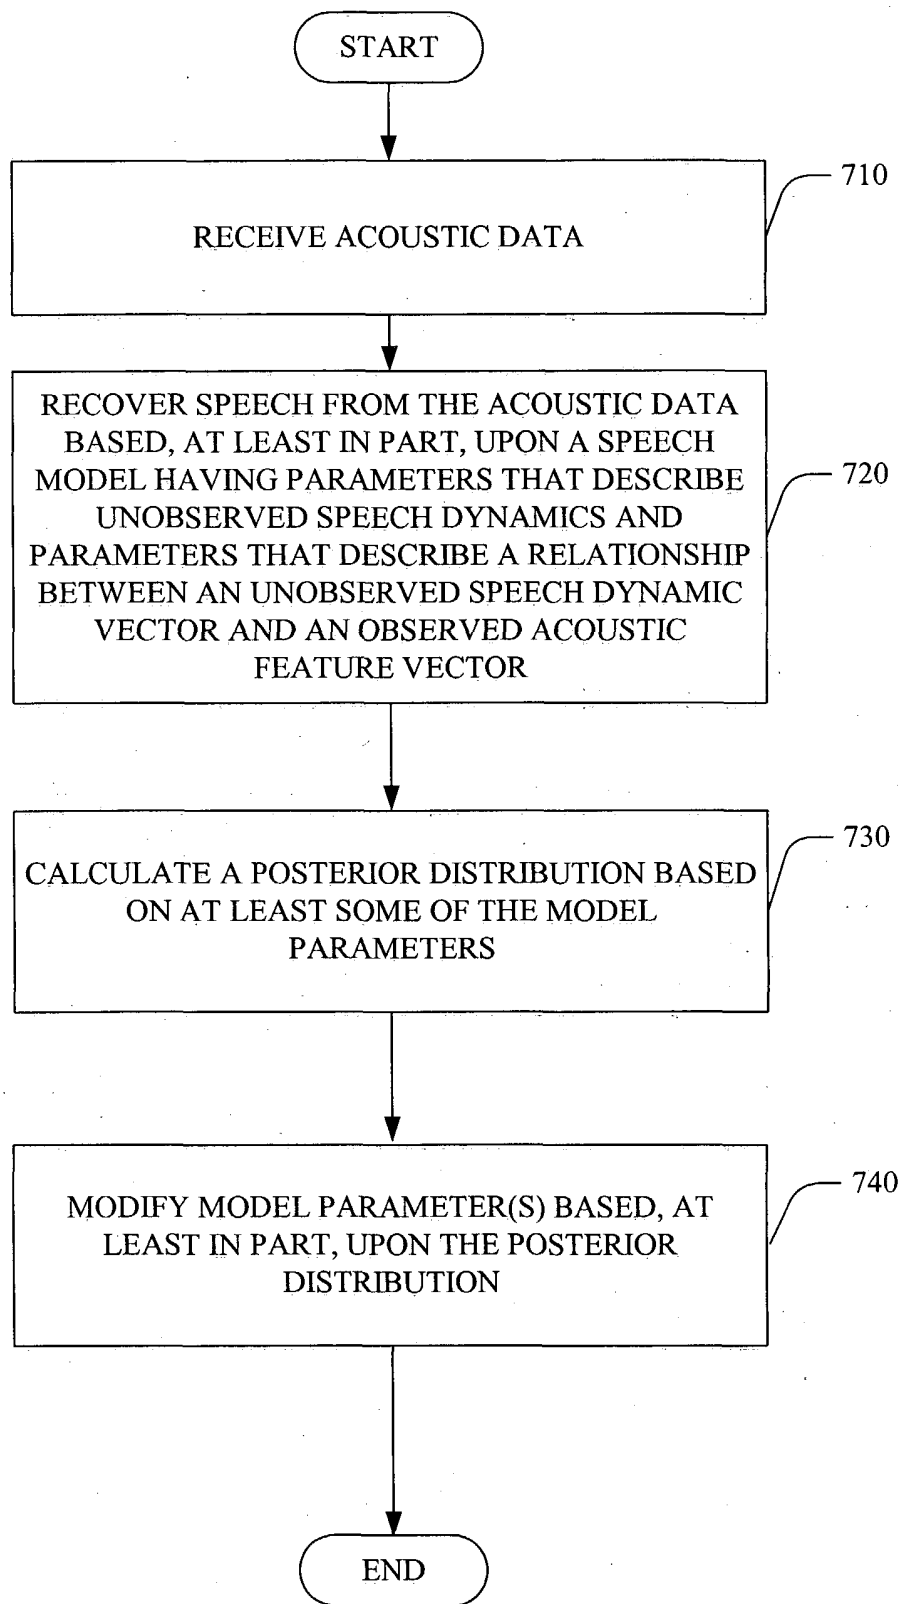 START
710
RECEIVE ACOUSTIC DATA
RECOVER SPEECH FROM THE ACOUSTIC DATA
BASED, AT LEAST IN PART, UPON A SPEECH
MODEL HAVING PARAMETERS THAT DESCRIBE
720
UNOBSERVED SPEECH DYNAMICS AND
PARAMETERS THAT DESCRIBE A RELATIONSHIP
BETWEEN AN UNOBSERVED SPEECH DYNAMIC
VECTOR AND AN OBSERVED ACOUSTIC
FEATURE VECTOR
730
CALCULATE A POSTERIOR DISTRIBUTION BASED
ON AT LEAST SOME OF THE MODEL
PARAMETERS
740
MODIFY MODEL PARAMETER(S) BASED, AT
LEAST IN PART, UPON THE POSTERIOR
DISTRIBUTION
END